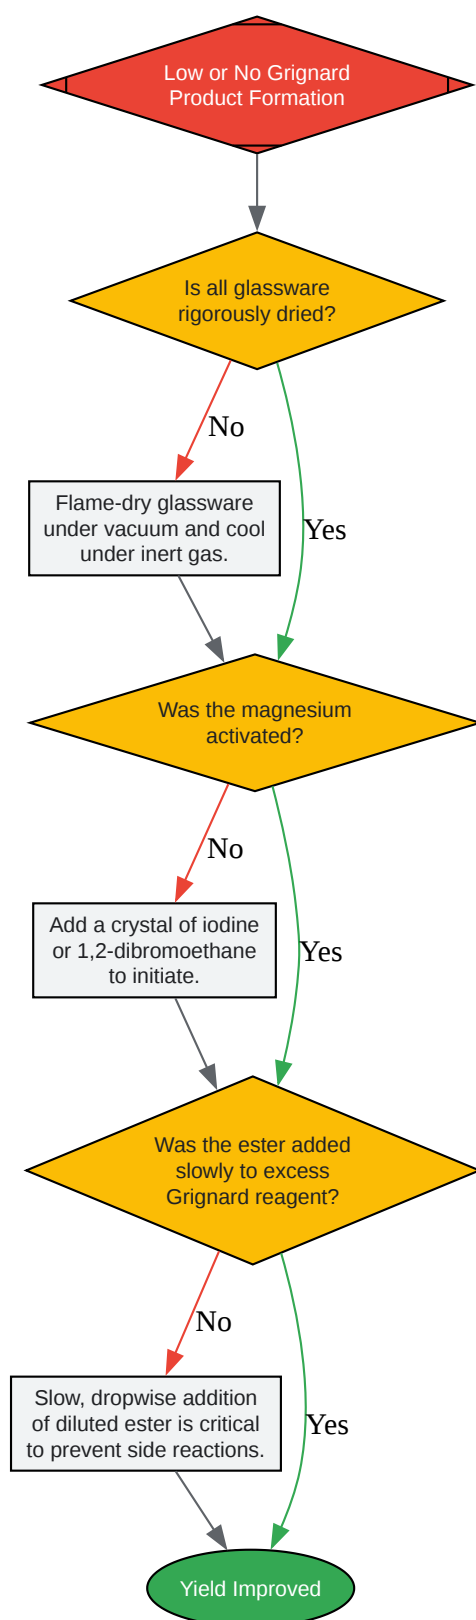 Low or No Grignard
Product Formation
Is all glassware
rigorously dried?
No
Yes
Flame-dry glassware
under vacuum and cool
under inert gas.
Was the magnesium
activated?
No
Yes
Add a crystal of iodine
or 1,2-dibromoethane
to initiate.
Was the ester added
slowly to excess
Grignard reagent?
No
Yes
Slow, dropwise addition
of diluted ester is critical
to prevent side reactions.
Yield Improved